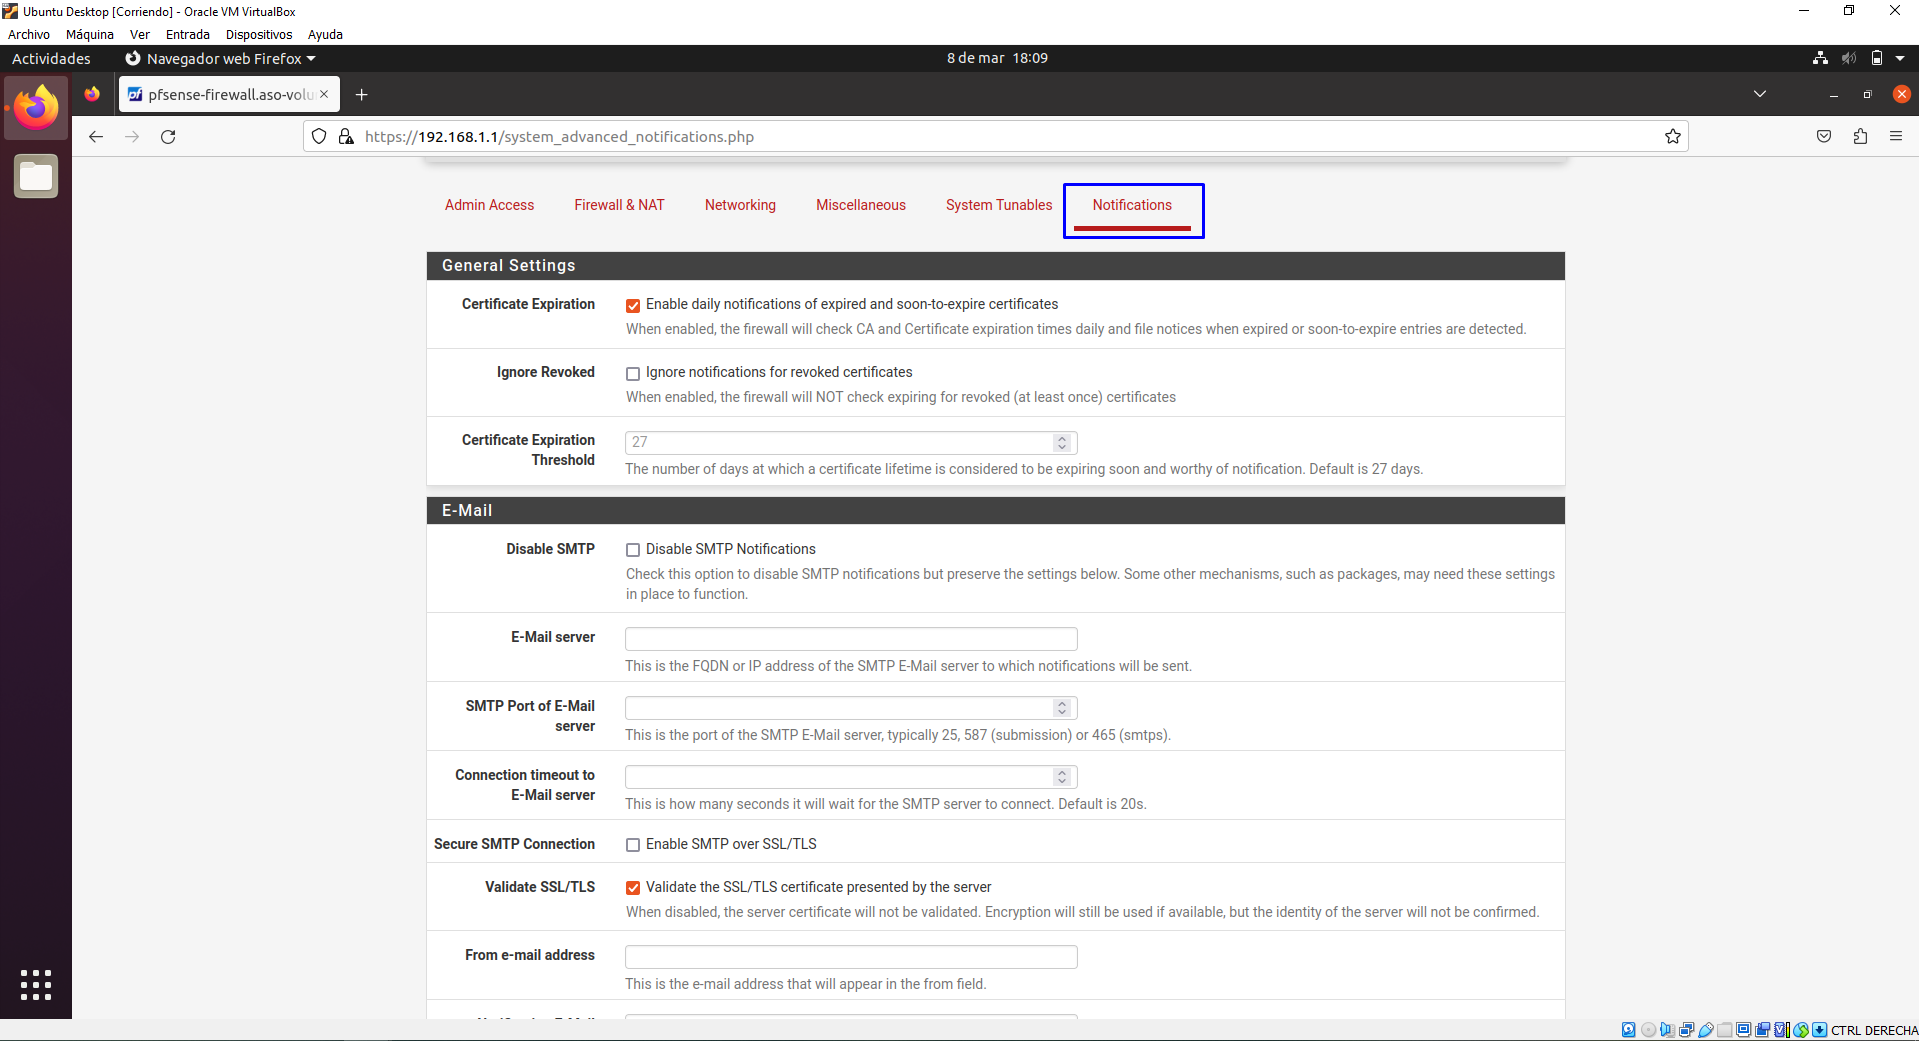 Ubuntu Desktop [Corriendo] - Oracle VM VirtualBox
Archivo Máquina Ver Entrada Dispositivos Ayuda
Actividades Navegador web Firefox 8 de mar 18:09
pfsense-firewall.aso-volu
https://192.168.1.1/system_advanced_notifications.php
Admin Access Firewall & NAT Networking Miscellaneous System Tunables Notifications
General Settings
Certificate Expiration Enable daily notifications of expired and soon-to-expire certificates
When enabled, the firewall will check CA and Certificate expiration times daily and file notices when expired or soon-to-expire entries are detected.
Ignore Revoked Ignore notifications for revoked certificates
When enabled, the firewall will NOT check expiring for revoked (at least once) certificates
Certificate Expiration Threshold 27
The number of days at which a certificate lifetime is considered to be expiring soon and worthy of notification. Default is 27 days.
E-Mail
Disable SMTP Disable SMTP Notifications
Check this option to disable SMTP notifications but preserve the settings below. Some other mechanisms, such as packages, may need these settings
in place to function.
E-Mail server
This is the FQDN or IP address of the SMTP E-Mail server to which notifications will be sent.
SMTP Port of E-Mail
server
This is the port of the SMTP E-Mail server, typically 25, 587 (submission) or 465 (smtps).
Connection timeout to
E-Mail server
This is how many seconds it will wait for the SMTP server to connect. Default is 20s.
Secure SMTP Connection Enable SMTP over SSL/TLS
Validate SSL/TLS Validate the SSL/TLS certificate presented by the server
When disabled, the server certificate will not be validated. Encryption will still be used if available, but the identity of the server will not be confirmed.
From e-mail address
This is the e-mail address that will appear in the from field.
CTRL DERECHA